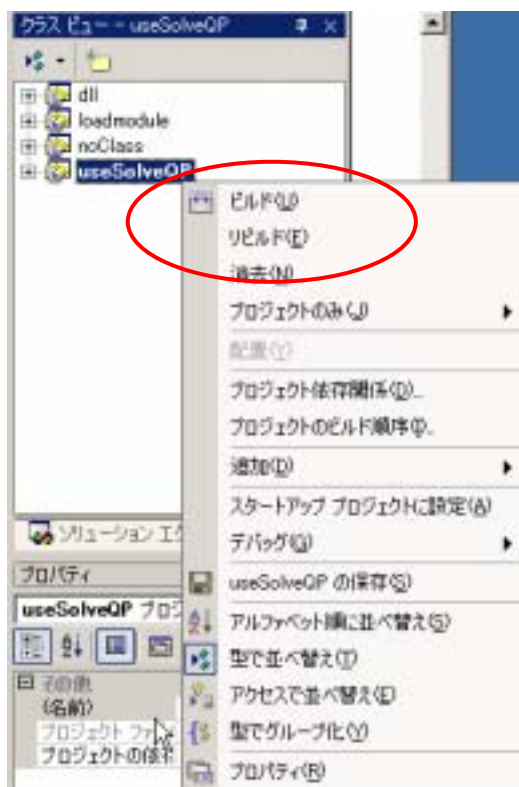 クラス ビュー - useSolveQP
dll
loadmodule
noClass
useSolveQP
ビルド(U)
リビルド(E)
消去(N)
プロジェクトのみ(J)
配置(Y)
プロジェクト依存関係(D)...
プロジェクトのビルド順序(I)...
追加(D)
スタートアップ プロジェクトに設定(A)
デバッグ(G)
useSolveQP の保存(S)
アルファベット順に並べ替え(S)
型で並べ替え(T)
アクセスで並べ替え(E)
型でグループ化(Y)
プロパティ(R)
ソリューション エク
プロパティ
useSolveQP プロジ
その他
(名前)
プロジェクト ファ
プロジェクトの依存